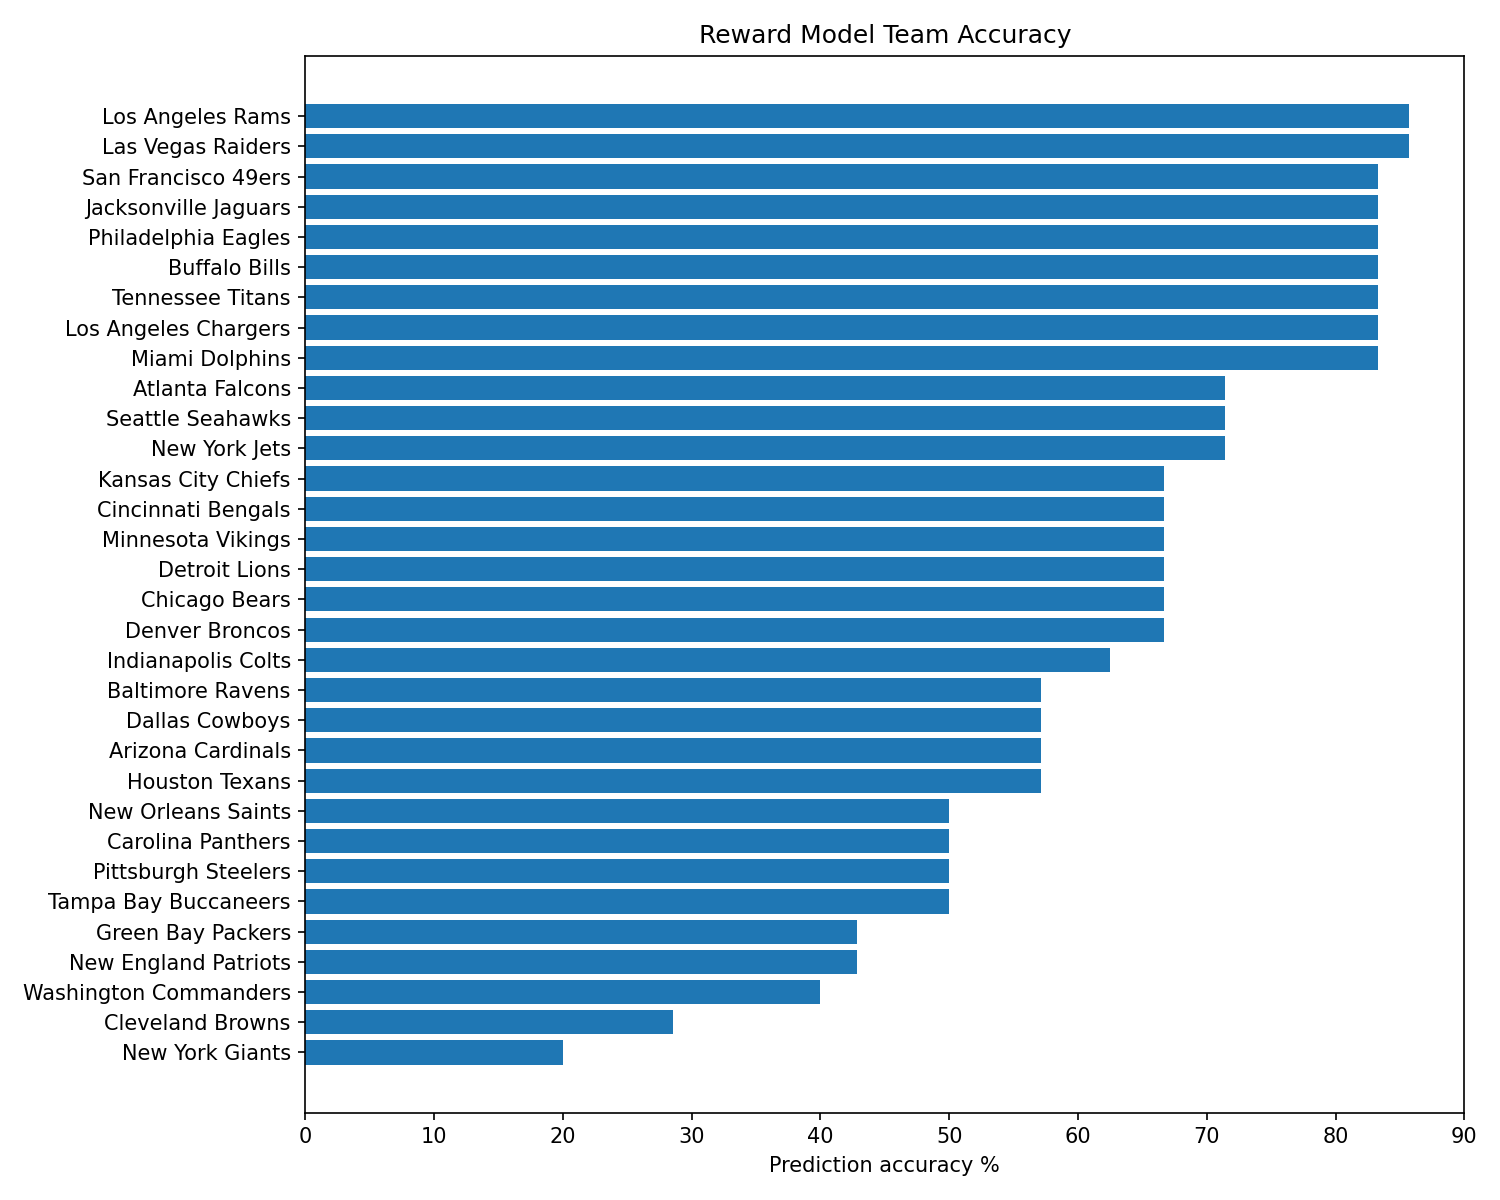 Reward Model Team Accuracy
Los Angeles Rams
Las Vegas Raiders
San Francisco 49ers
Jacksonville Jaguars
Philadelphia Eagles
Buffalo Bills
Tennessee Titans
Los Angeles Chargers
Miami Dolphins
Atlanta Falcons
Seattle Seahawks
New York Jets
Kansas City Chiefs
Cincinnati Bengals
Minnesota Vikings
Detroit Lions
Chicago Bears
Denver Broncos
Indianapolis Colts
Baltimore Ravens
Dallas Cowboys
Arizona Cardinals
Houston Texans
New Orleans Saints
Carolina Panthers
Pittsburgh Steelers
Tampa Bay Buccaneers
Green Bay Packers
New England Patriots
Washington Commanders
Cleveland Browns
New York Giants
0 10 20 30 40 50 60 70 80 90
Prediction accuracy %